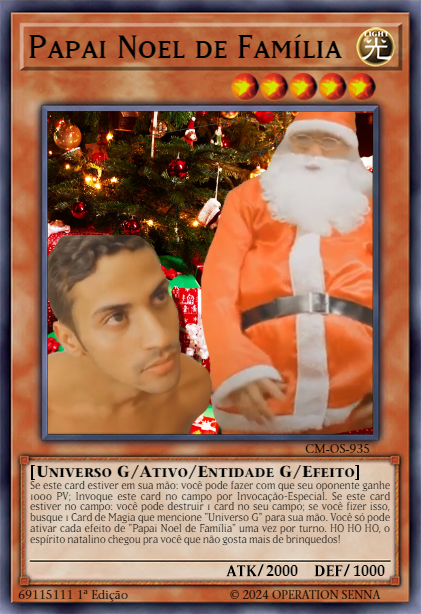 PAPAI NOEL DE FAMÍLIA
LIGHT
光
CM-OS-935
[UNIVERSO G/ATIVO/ENTIDADE G/EFEITO]
Se este card estiver em sua mão: você pode fazer com que seu oponente ganhe
1000 PV; Invoque este card no campo por Invocação-Especial. Se este card
estiver no campo: você pode destruir 1 card no seu campo; se você fizer isso,
busque 1 Card de Magia que mencione "Universo G" para sua mão. Você só pode
ativar cada efeito de "Papai Noel de Família" uma vez por turno. HO HO HO, o
espírito natalino chegou pra você que não gosta mais de brinquedos!
ATK/2000 DEF/1000
69115111 1ª Edição © 2024 OPERATION SENNA